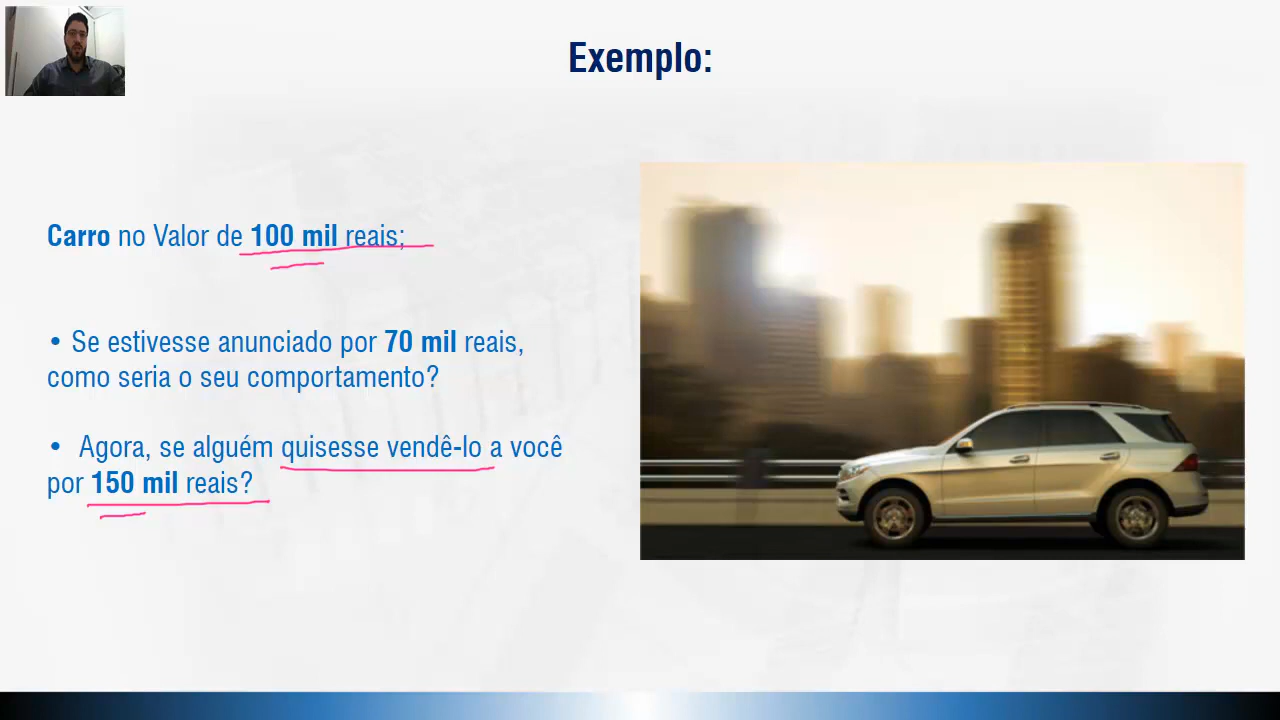 Exemplo:
Carro no Valor de 100 mil reais;
• Se estivesse anunciado por 70 mil reais,
como seria o seu comportamento?
• Agora, se alguém quisesse vendê-lo a você
por 150 mil reais?